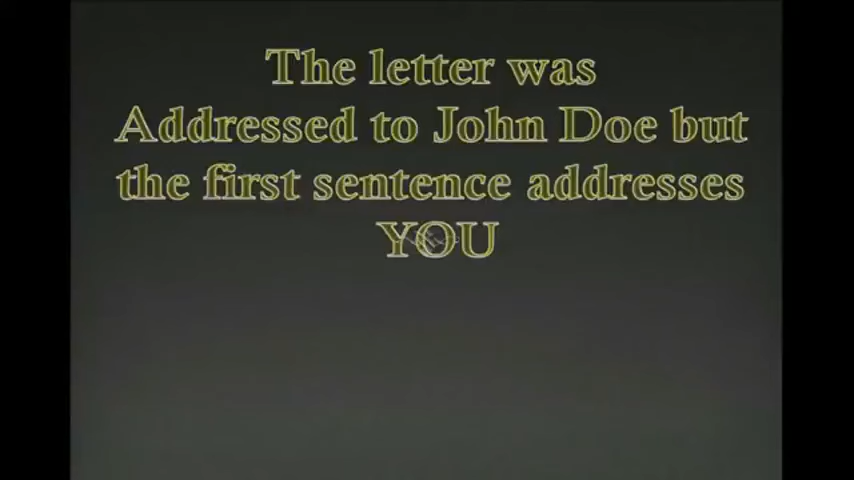 The letter was
Addressed to John Doe but
the first sentence addresses
YOU